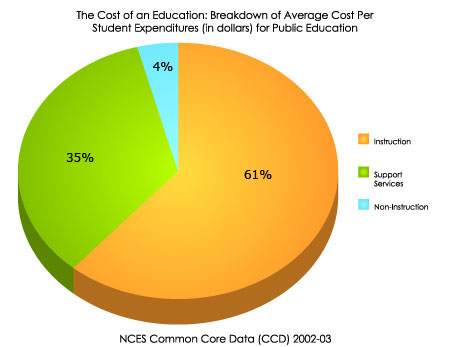 The Cost of an Education: Breakdown of Average Cost Per
Student Expenditures (in dollars) for Public Education
4%
35%
61%
Instruction
Support
Services
Non-Instruction
NCES Common Core Data (CCD) 2002-03